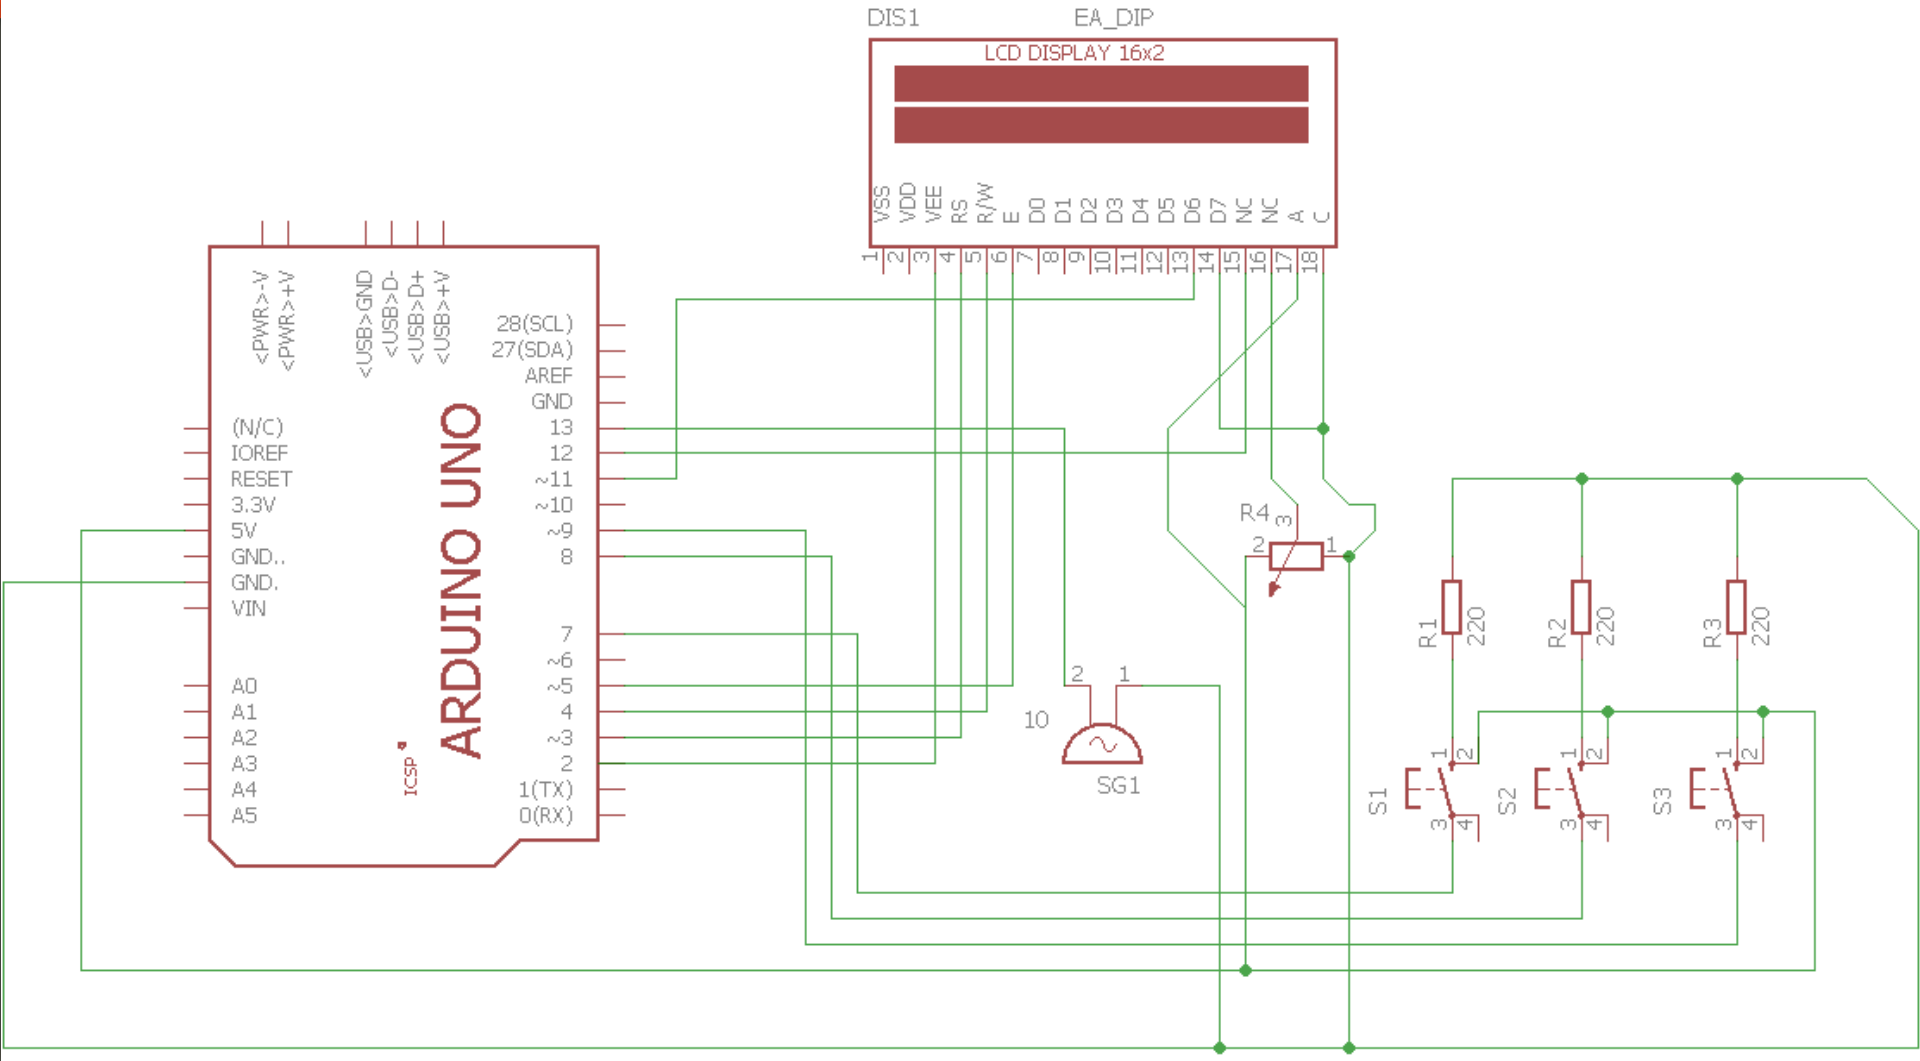 DIS1
EA_DIP
LCD DISPLAY 16x2
VSS
VDD
VEE
RS
R/W
E
D0
D1
D2
D3
D4
D5
D6
D7
NC
NC
A
C
1
2
3
4
5
6
7
8
9
10
11
12
13
14
15
16
17
18
<PWR>-V
<PWR>+V
<USB>GND
<USB>D-
<USB>D+
<USB>+V
28(SCL)
27(SDA)
AREF
GND
13
12
~11
~10
~9
8
7
~6
~5
4
~3
2
1(TX)
0(RX)
(N/C)
IOREF
RESET
3.3V
5V
GND..
GND.
VIN
A0
A1
A2
A3
A4
A5
ARDUINO UNO
ICSP
R4
3
2
1
2
1
10
SG1
R1
220
R2
220
R3
220
S1
1
2
3
4
S2
1
2
3
4
S3
1
2
3
4